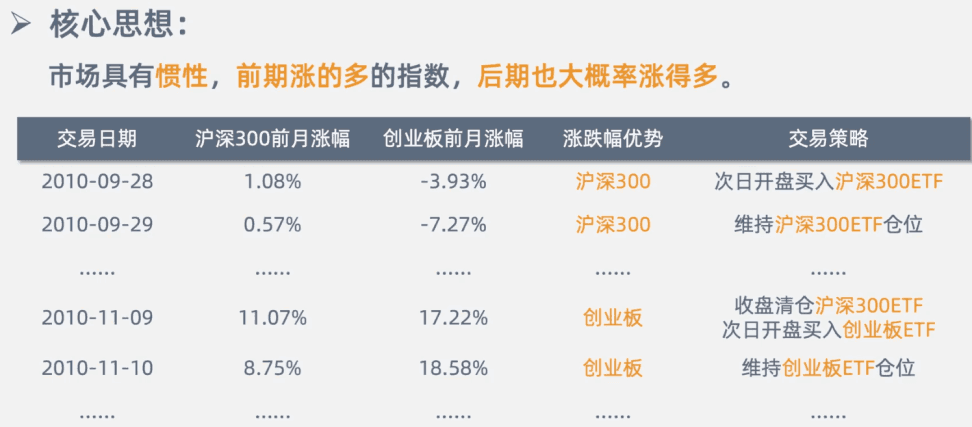 ➢ 核心思想：
市场具有惯性，前期涨的多的指数，后期也大概率涨得多。
交易日期 沪深300前月涨幅 创业板前月涨幅 涨跌幅优势 交易策略
2010-09-28 1.08% -3.93% 沪深300 次日开盘买入沪深300ETF
2010-09-29 0.57% -7.27% 沪深300 维持沪深300ETF仓位
...... ...... ...... ...... ......
2010-11-09 11.07% 17.22% 创业板 收盘清仓沪深300ETF
次日开盘买入创业板ETF
2010-11-10 8.75% 18.58% 创业板 维持创业板ETF仓位
...... ...... ...... ...... ......